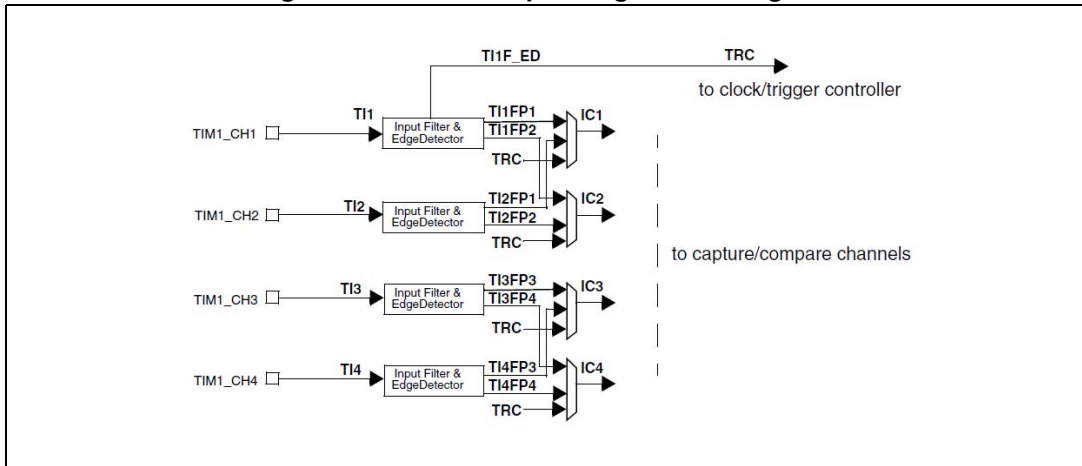 TI1F_ED TRC
to clock/trigger controller
TI1
TIM1_CH1
Input Filter &
EdgeDetector
TI1FP1
TI1FP2
TRC
IC1
TI2
TIM1_CH2
Input Filter &
EdgeDetector
TI2FP1
TI2FP2
TRC
IC2
to capture/compare channels
TI3
TIM1_CH3
Input Filter &
EdgeDetector
TI3FP3
TI3FP4
TRC
IC3
TI4
TIM1_CH4
Input Filter &
EdgeDetector
TI4FP3
TI4FP4
TRC
IC4